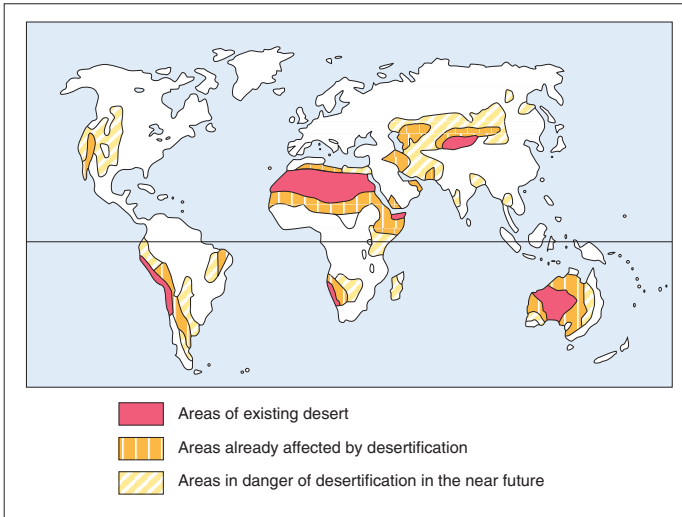 Areas of existing desert
Areas already affected by desertification
Areas in danger of desertification in the near future